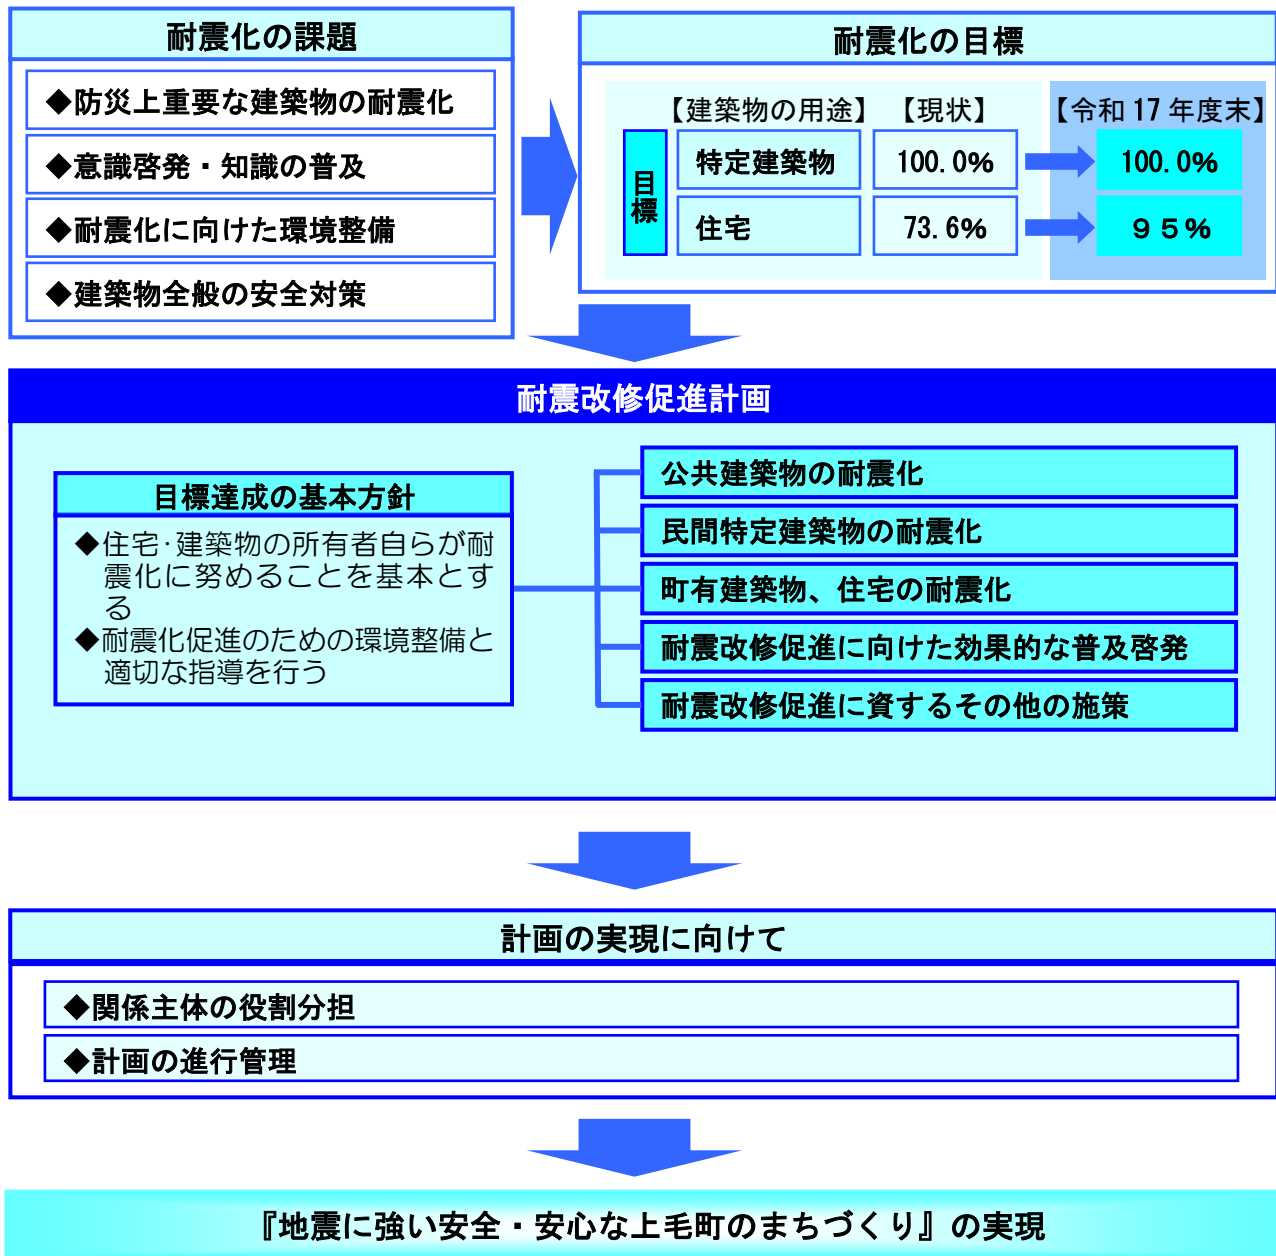 耐震化の課題
◆防災上重要な建築物の耐震化
◆意識啓発・知識の普及
◆耐震化に向けた環境整備
◆建築物全般の安全対策
耐震化の目標
【建築物の用途】 【現状】 【令和 17 年度末】
目標
特定建築物 100.0% 100.0%
住宅 73.6% 95%
耐震改修促進計画
目標達成の基本方針
◆住宅・建築物の所有者自らが耐
震化に努めることを基本とす
る
◆耐震化促進のための環境整備と
適切な指導を行う
公共建築物の耐震化
民間特定建築物の耐震化
町有建築物、住宅の耐震化
耐震改修促進に向けた効果的な普及啓発
耐震改修促進に資するその他の施策
計画の実現に向けて
◆関係主体の役割分担
◆計画の進行管理
『地震に強い安全・安心な上毛町のまちづくり』の実現